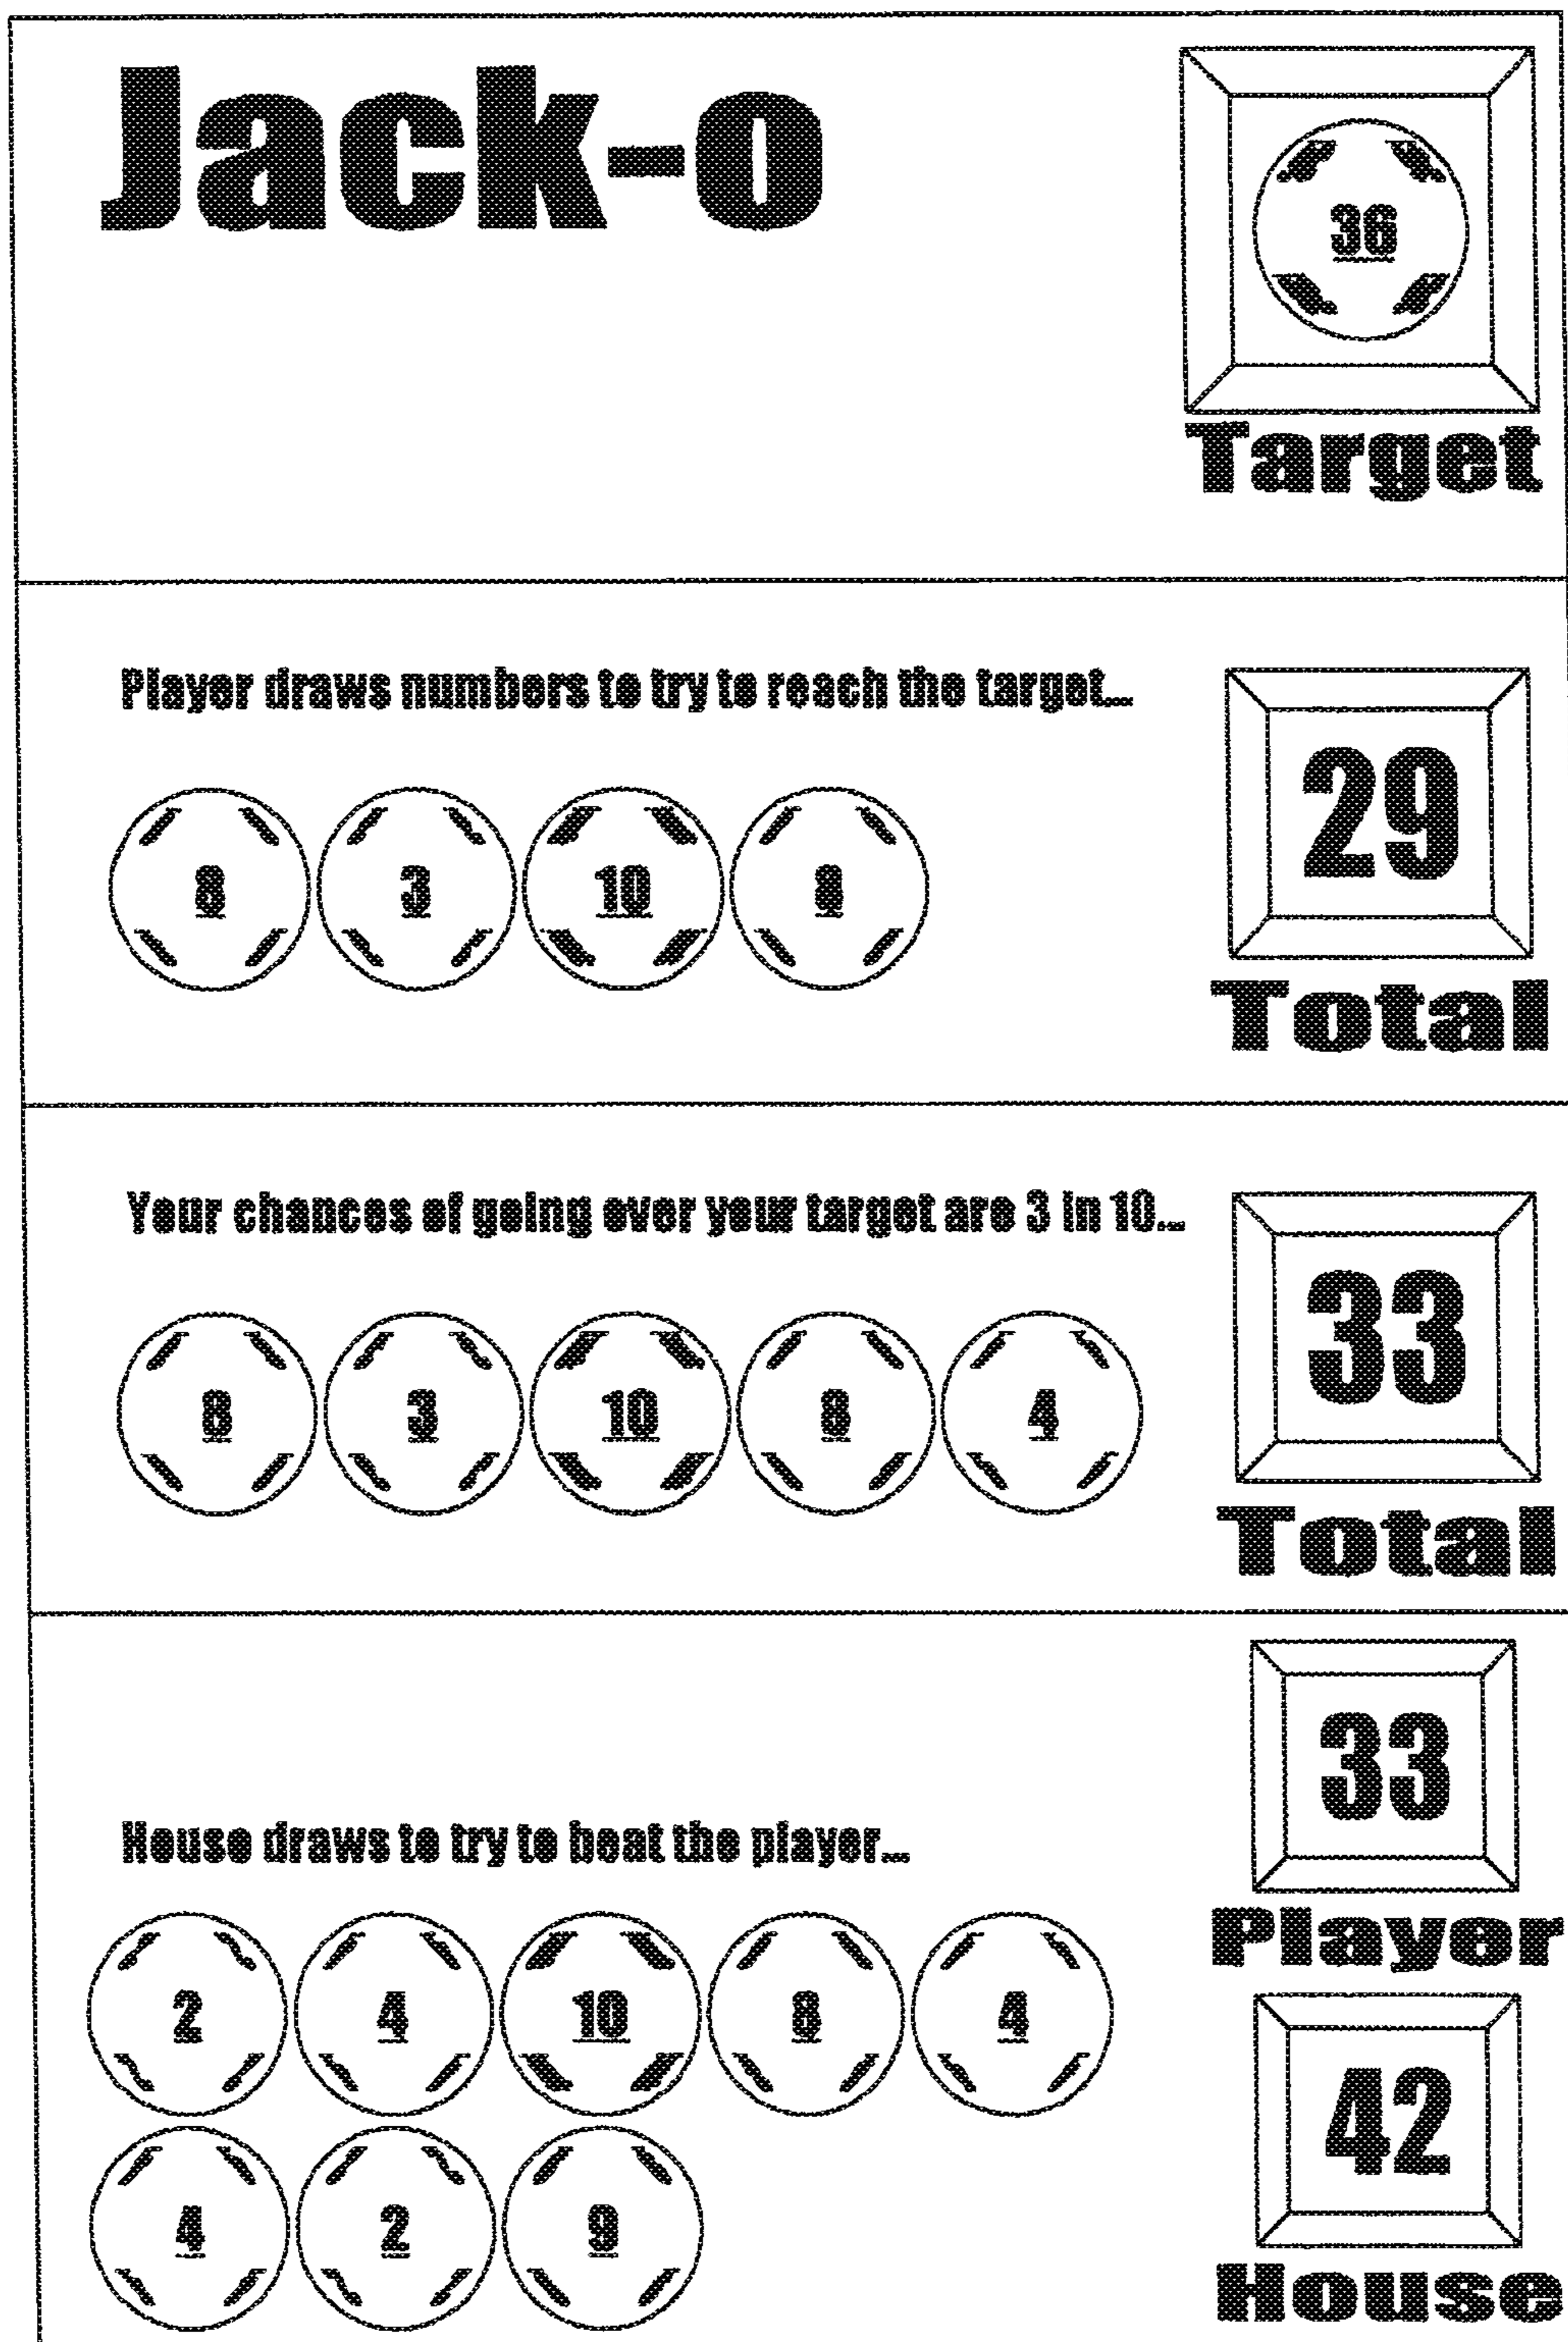 Jack-o
36
Target
Player draws numbers to try to reach the target...
8 3 10 8
29
Total
Your chances of going over your target are 3 in 10...
8 3 10 8 4
33
Total
33
Player
House draws to try to beat the player...
2 4 10 8 4
4 2 9
42
House